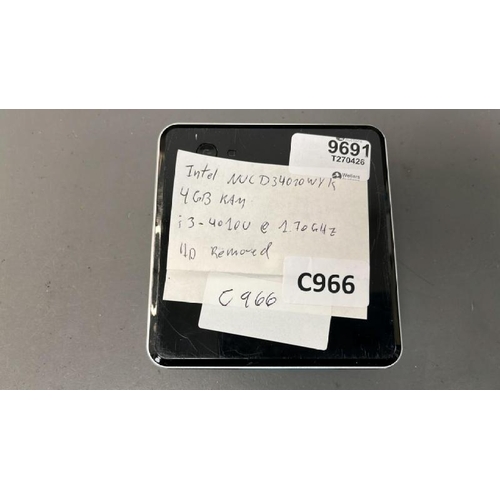 9691
T270426
Intel NUCD34010WYK
4GB RAM
i3-4010U @ 1.70GHz
HD Removed
C966
C966